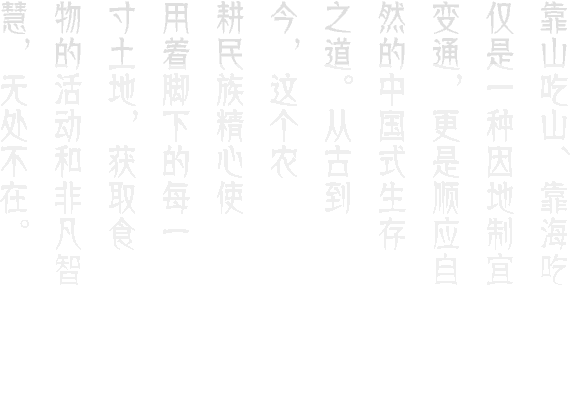 靠山吃山、靠海吃
仅是一种因地制宜
变通，更是顺应自
然的中国式生存
之道。从古到
今，这个农
耕民族精心使
用着脚下的每一
寸土地，获取食
物的活动和非凡智
慧，无处不在。